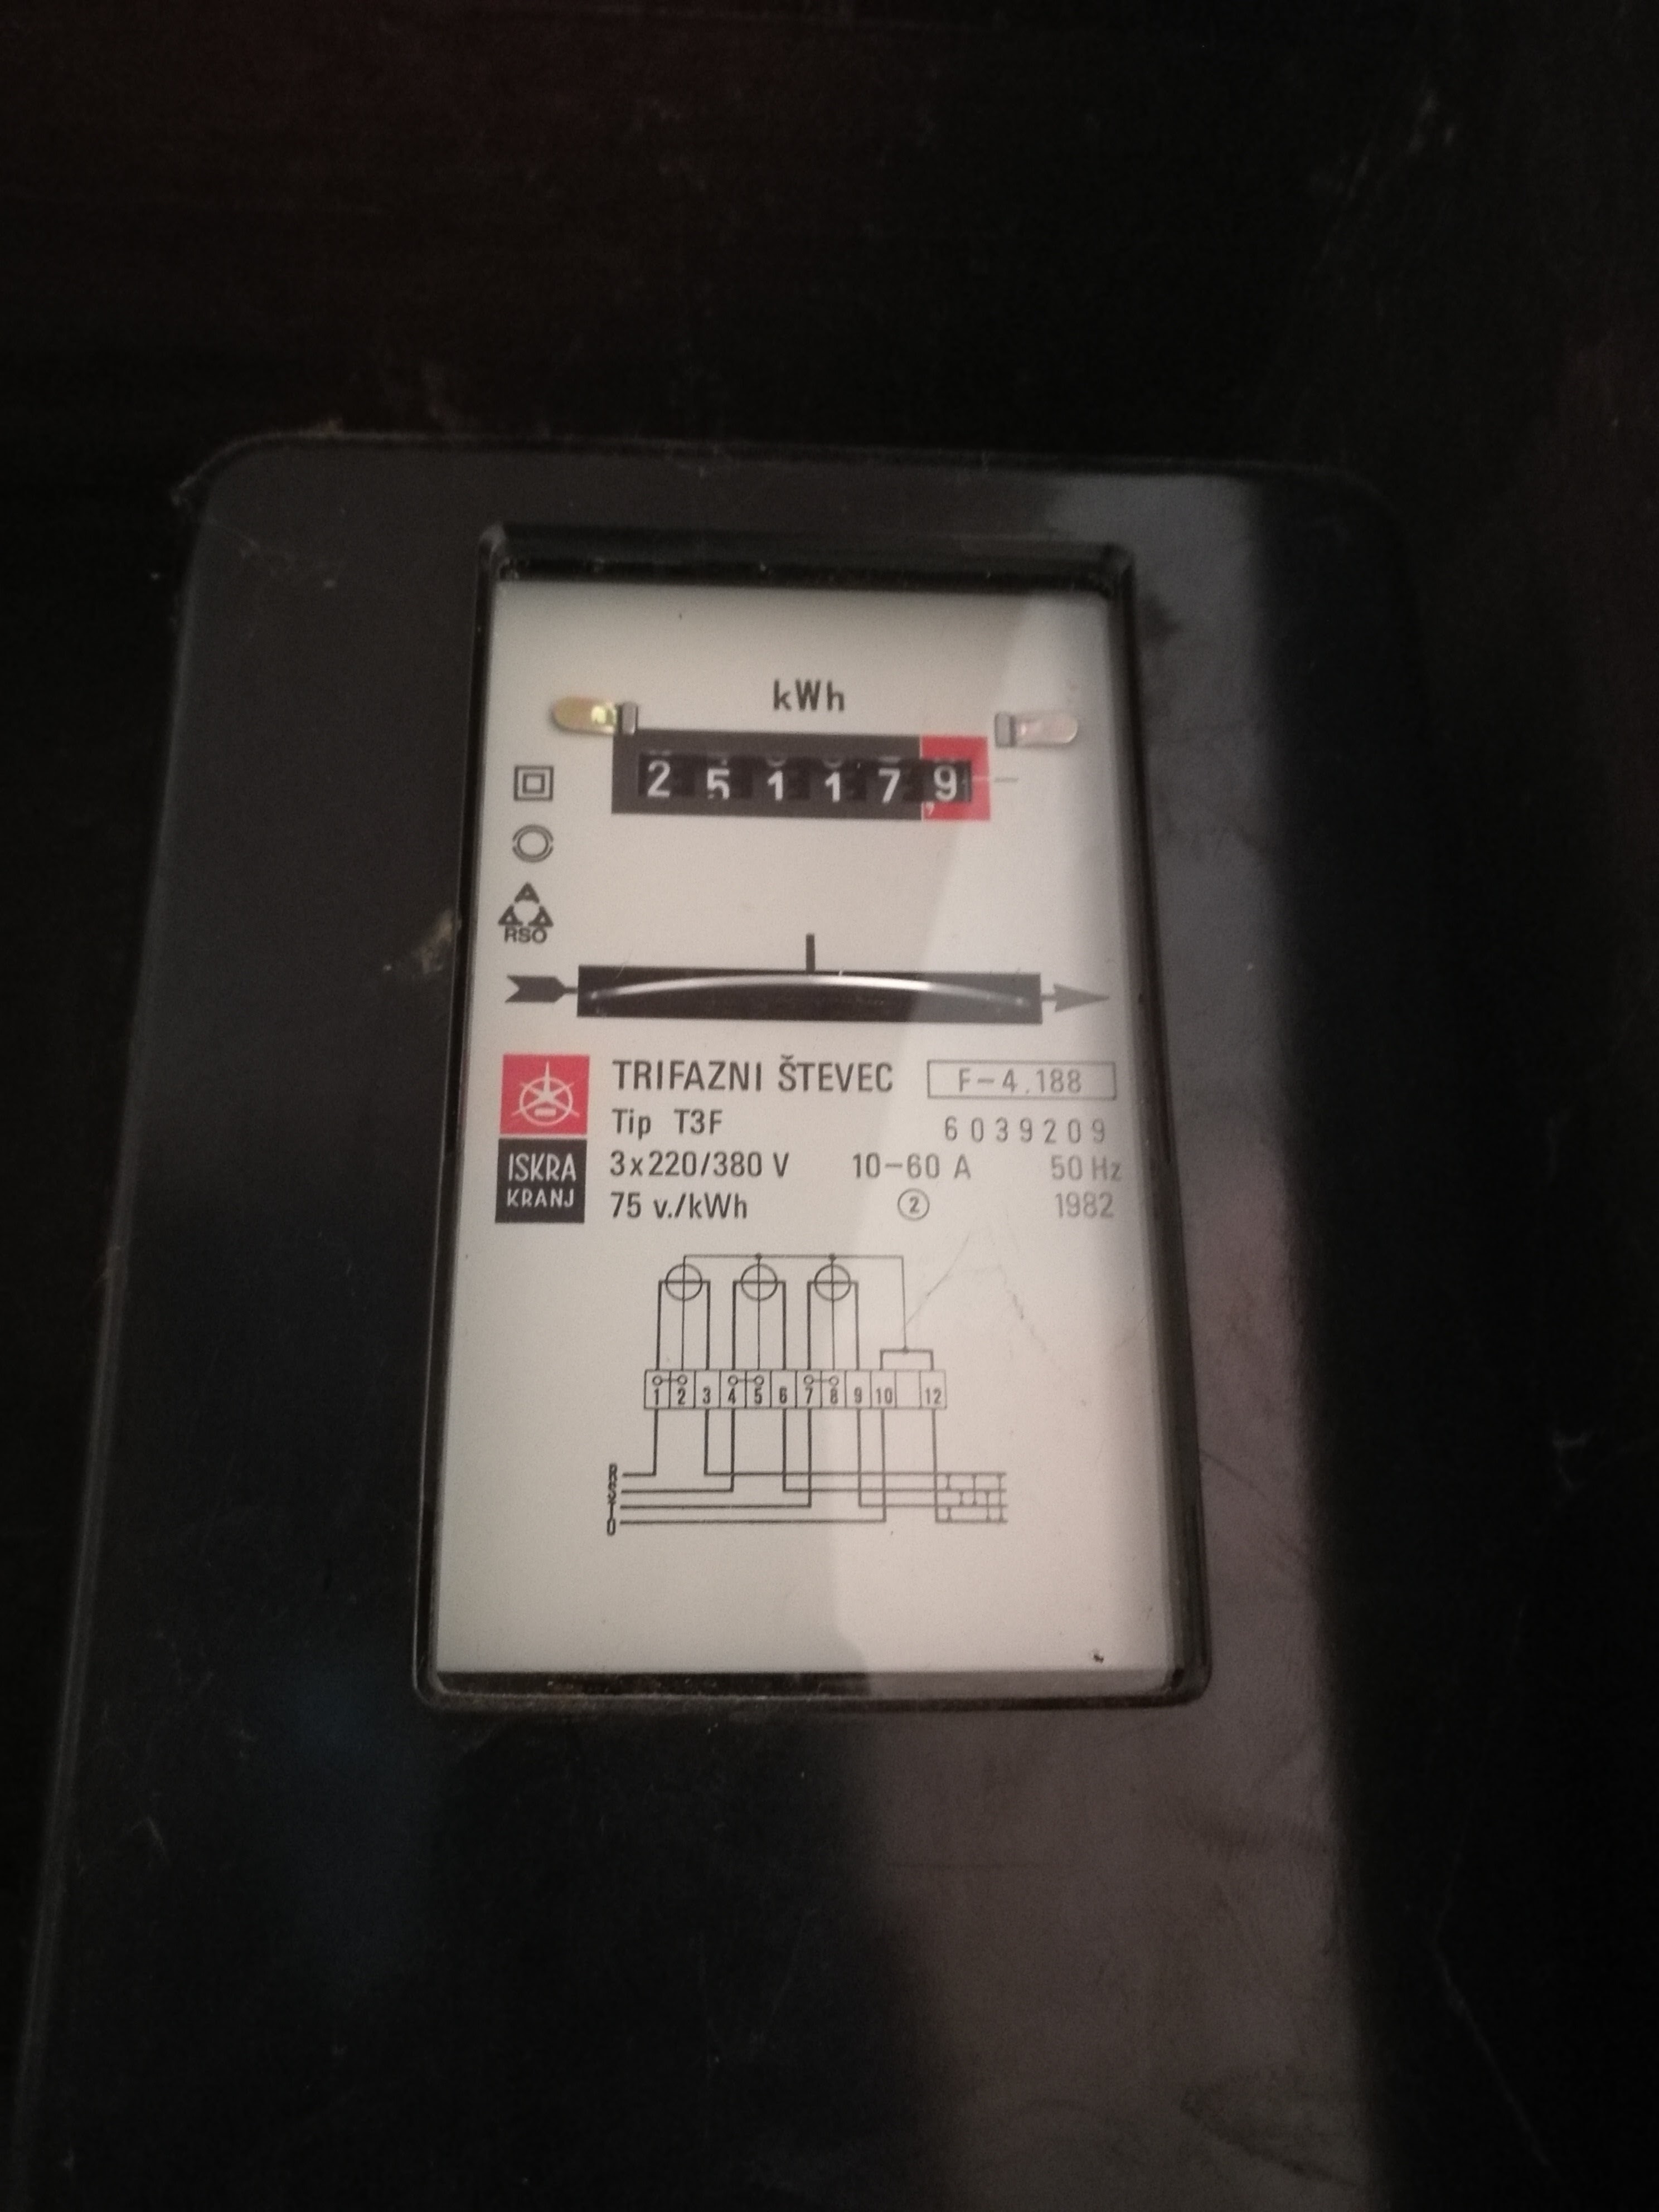 kWh
2 5 1 1 7 9
RSO
TRIFAZNI ŠTEVEC F-4.188
Tip T3F 6039209
ISKRA 3x220/380 V 10-60 A 50 Hz
KRANJ 75 v./kWh 2 1982
1 2 3 4 5 6 7 8 9 10 12
R
S
T
0